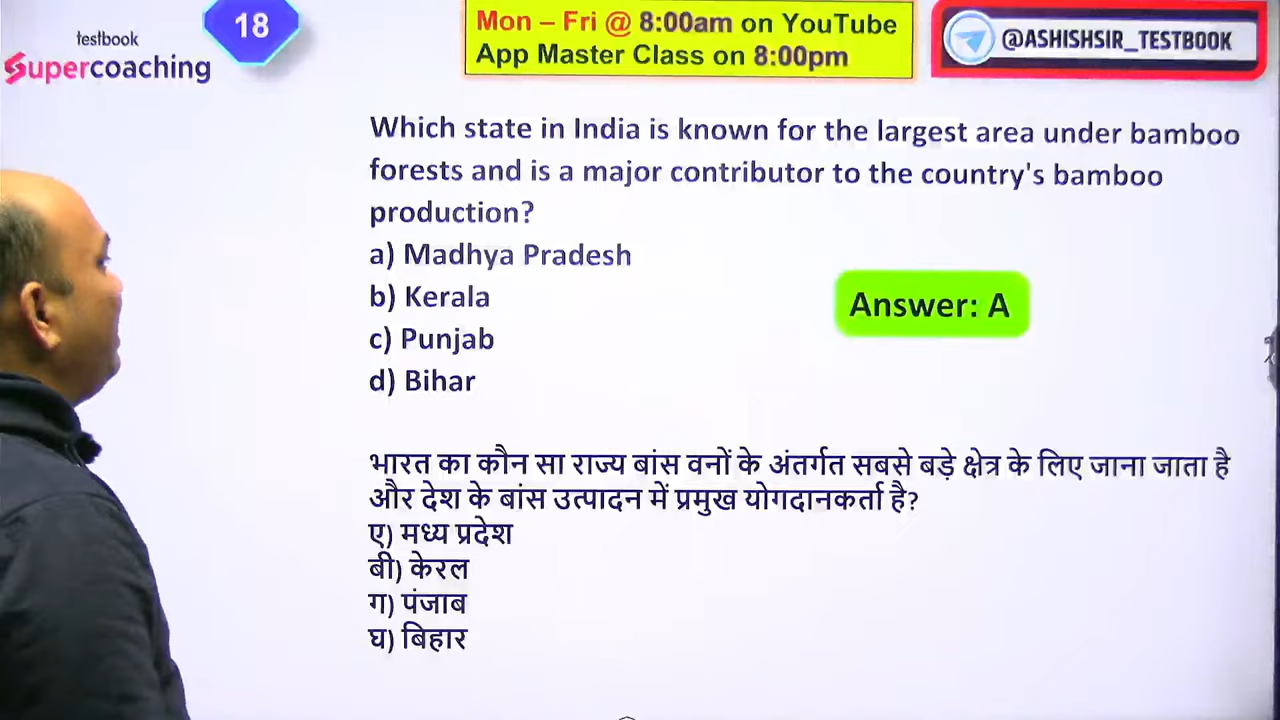 testbook
Supercoaching
18
Mon – Fri @ 8:00am on YouTube
App Master Class on 8:00pm
@ASHISHSIR_TESTBOOK
Which state in India is known for the largest area under bamboo
forests and is a major contributor to the country's bamboo
production?
a) Madhya Pradesh
b) Kerala
c) Punjab
d) Bihar
Answer: A
भारत का कौन सा राज्य बांस वनों के अंतर्गत सबसे बड़े क्षेत्र के लिए जाना जाता है
और देश के बांस उत्पादन में प्रमुख योगदानकर्ता है?
ए) मध्य प्रदेश
बी) केरल
ग) पंजाब
घ) बिहार